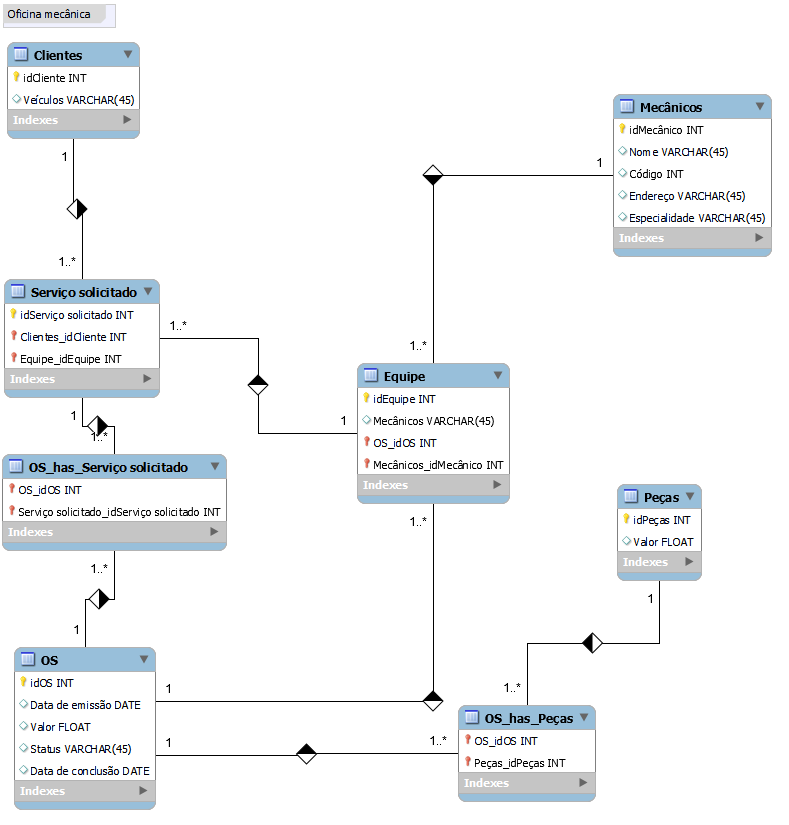 Oficina mecânica
Clientes
idCliente INT
Veículos VARCHAR(45)
Indexes
1
1..*
Mecânicos
idMecânico INT
Nome VARCHAR(45)
Código INT
Endereço VARCHAR(45)
Especialidade VARCHAR(45)
Indexes
1
1..*
Serviço solicitado
idServiço solicitado INT
Clientes_idCliente INT
Equipe_idEquipe INT
Indexes
1..*
1
1
1..*
Equipe
idEquipe INT
Mecânicos VARCHAR(45)
OS_idOS INT
Mecânicos_idMecânico INT
Indexes
1..*
OS_has_Serviço solicitado
OS_idOS INT
Serviço solicitado_idServiço solicitado INT
Indexes
1..*
1
Peças
idPeças INT
Valor FLOAT
Indexes
1
1..*
OS
idOS INT
Data de emissão DATE
Valor FLOAT
Status VARCHAR(45)
Data de conclusão DATE
Indexes
1
1
1..*
OS_has_Peças
OS_idOS INT
Peças_idPeças INT
Indexes